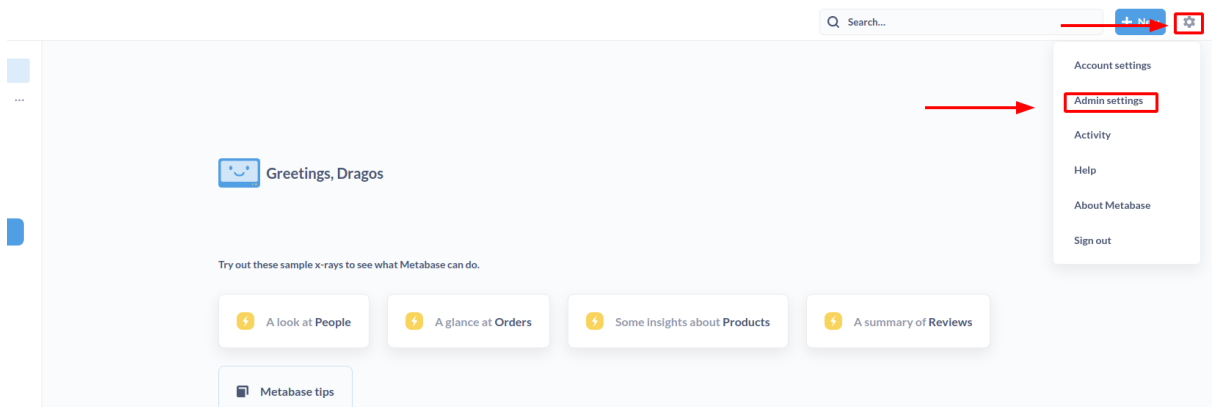 Search...
+ New
Account settings
Admin settings
Activity
Help
About Metabase
Sign out
Greetings, Dragos
Try out these sample x-rays to see what Metabase can do.
A look at People
A glance at Orders
Some insights about Products
A summary of Reviews
Metabase tips